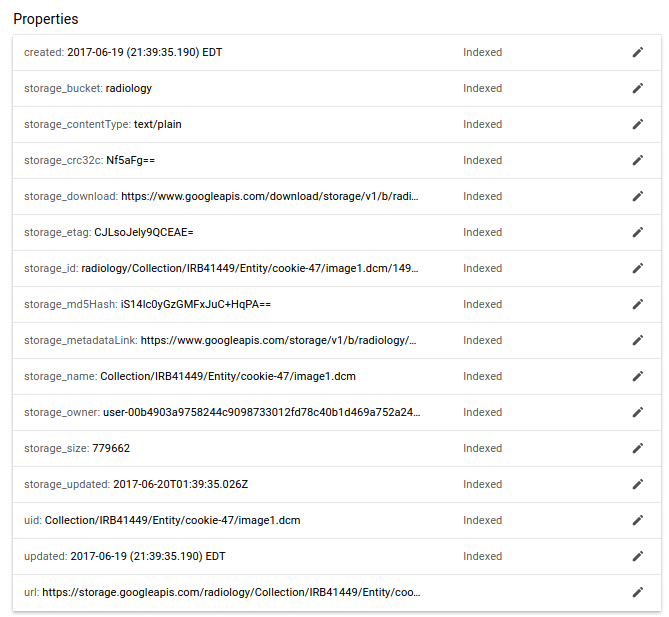 Properties
created: 2017-06-19 (21:39:35.190) EDT Indexed
storage_bucket: radiology Indexed
storage_contentType: text/plain Indexed
storage_crc32c: Nf5aFg== Indexed
storage_download: https://www.googleapis.com/download/storage/v1/b/radi... Indexed
storage_etag: CJLsoJely9QCEAE= Indexed
storage_id: radiology/Collection/IRB41449/Entity/cookie-47/image1.dcm/149... Indexed
storage_md5Hash: iS14Ic0yGzGMFxJuC+HqPA== Indexed
storage_metadataLink: https://www.googleapis.com/storage/v1/b/radiology/... Indexed
storage_name: Collection/IRB41449/Entity/cookie-47/image1.dcm Indexed
storage_owner: user-00b4903a9758244c9098733012fd78c40b1d469a752a24... Indexed
storage_size: 779662 Indexed
storage_updated: 2017-06-20T01:39:35.026Z Indexed
uid: Collection/IRB41449/Entity/cookie-47/image1.dcm Indexed
updated: 2017-06-19 (21:39:35.190) EDT Indexed
url: https://storage.googleapis.com/radiology/Collection/IRB41449/Entity/coo...